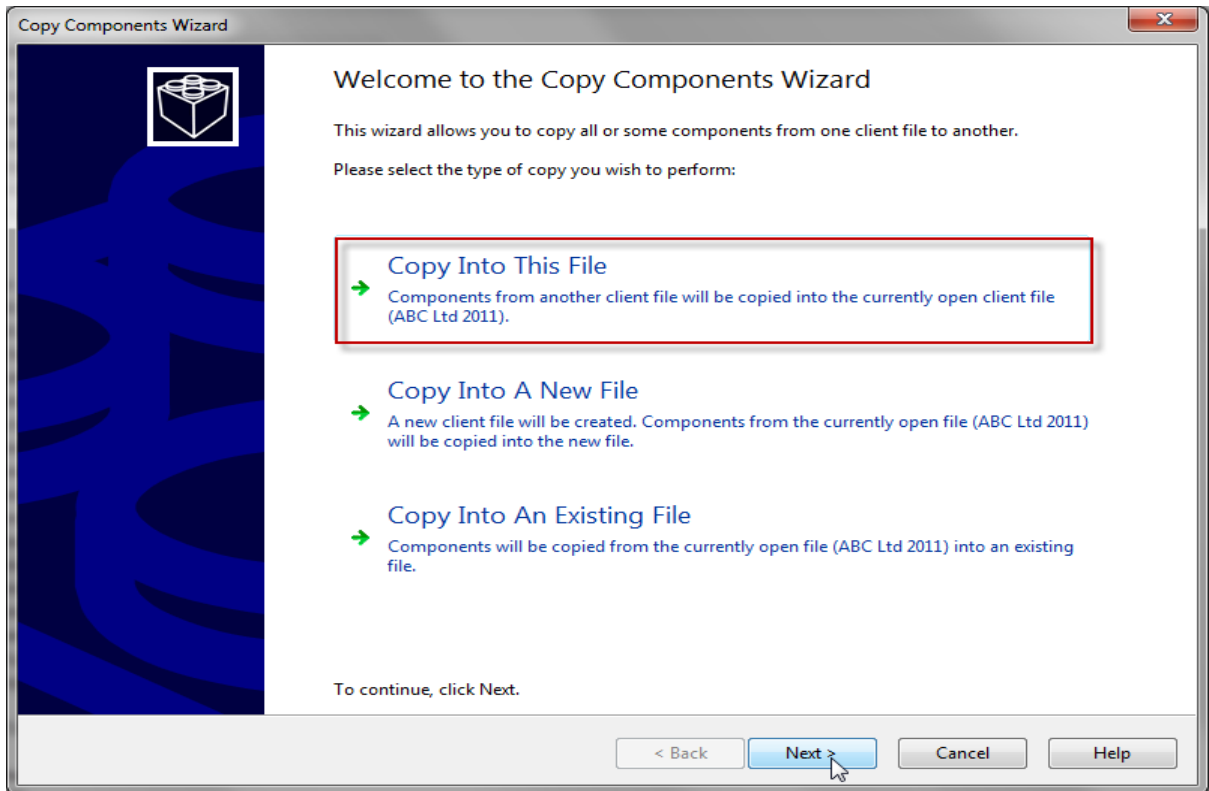 Copy Components Wizard
Welcome to the Copy Components Wizard
This wizard allows you to copy all or some components from one client file to another.
Please select the type of copy you wish to perform:
Copy Into This File
Components from another client file will be copied into the currently open client file
(ABC Ltd 2011).
Copy Into A New File
A new client file will be created. Components from the currently open file (ABC Ltd 2011)
will be copied into the new file.
Copy Into An Existing File
Components will be copied from the currently open file (ABC Ltd 2011) into an existing
file.
To continue, click Next.
< Back Next > Cancel Help